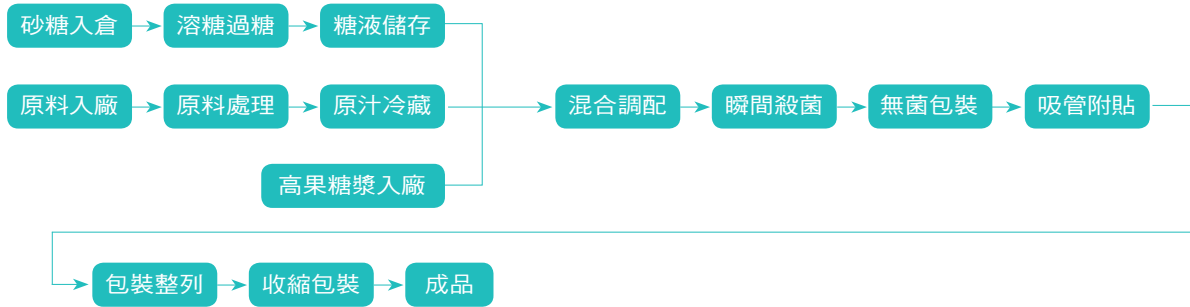 砂糖入倉
溶糖過糖
糖液儲存
原料入廠
原料處理
原汁冷藏
混合調配
瞬間殺菌
無菌包裝
吸管附貼
高果糖漿入廠
包裝整列
收縮包裝
成品